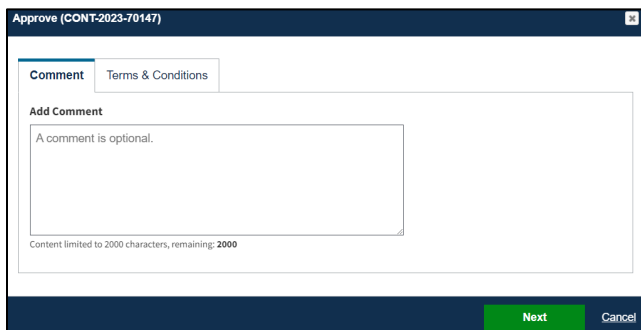 Approve (CONT-2023-70147)
Comment
Terms & Conditions
Add Comment
A comment is optional.
Content limited to 2000 characters, remaining: 2000
Next
Cancel